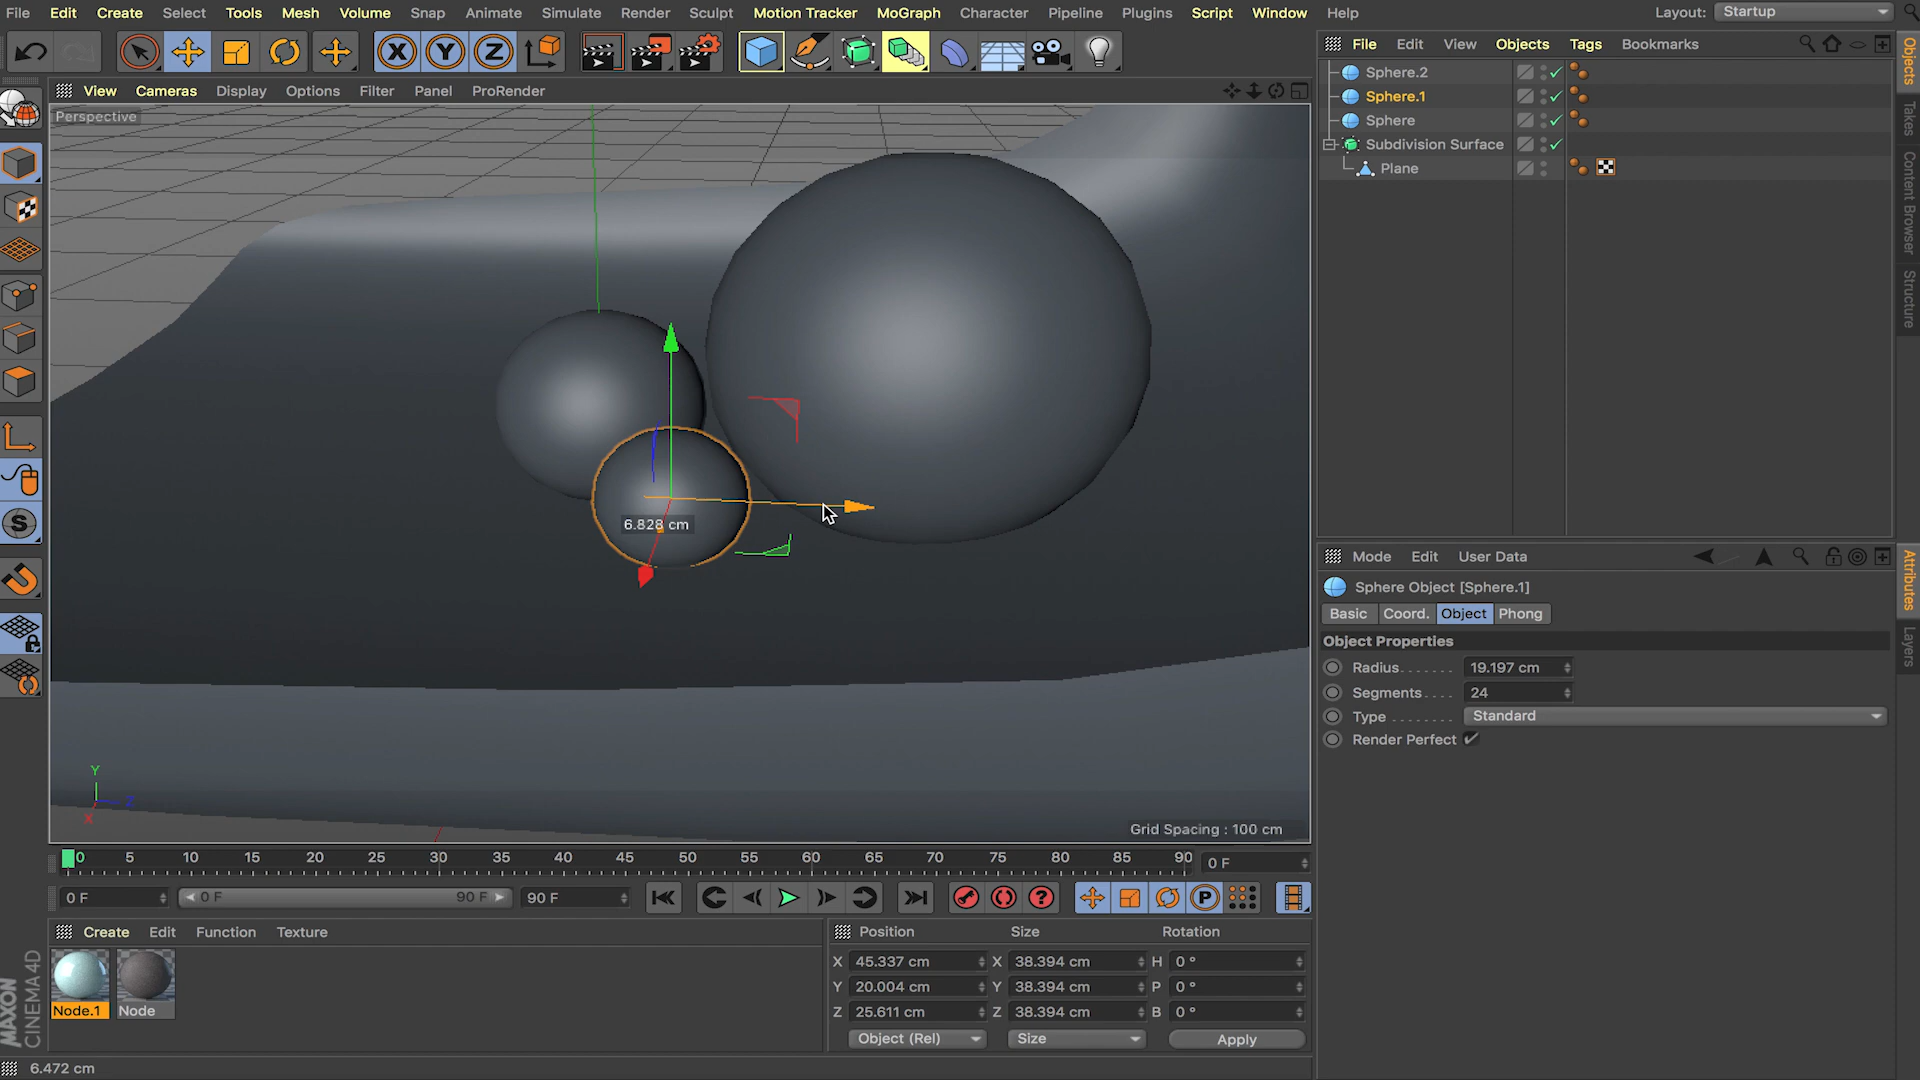 File Edit Create Select Tools Mesh Volume Snap Animate Simulate Render Sculpt Motion Tracker MoGraph Character Pipeline Plugins Script Window Help Layout: Startup
X Y Z
File Edit View Objects Tags Bookmarks
Objects
Takes
Content Browser
Structure
View Cameras Display Options Filter Panel ProRender
Perspective
Sphere.2
Sphere.1
Sphere
Subdivision Surface
Plane
6.828 cm
S
Y
Z
X
Grid Spacing : 100 cm
Mode Edit User Data
Attributes
Layers
Sphere Object [Sphere.1]
Basic Coord. Object Phong
Object Properties
Radius....... 19.197 cm
Segments.... 24
Type ........ Standard
Render Perfect
0 5 10 15 20 25 30 35 40 45 50 55 60 65 70 75 80 85 90 0 F
0 F 0 F 90 F 90 F ? P
Create Edit Function Texture
Node.1 Node
Position Size Rotation
X 45.337 cm X 38.394 cm H 0 °
Y 20.004 cm Y 38.394 cm P 0 °
Z 25.611 cm Z 38.394 cm B 0 °
Object (Rel) Size Apply
MAXON
CINEMA 4D
6.472 cm